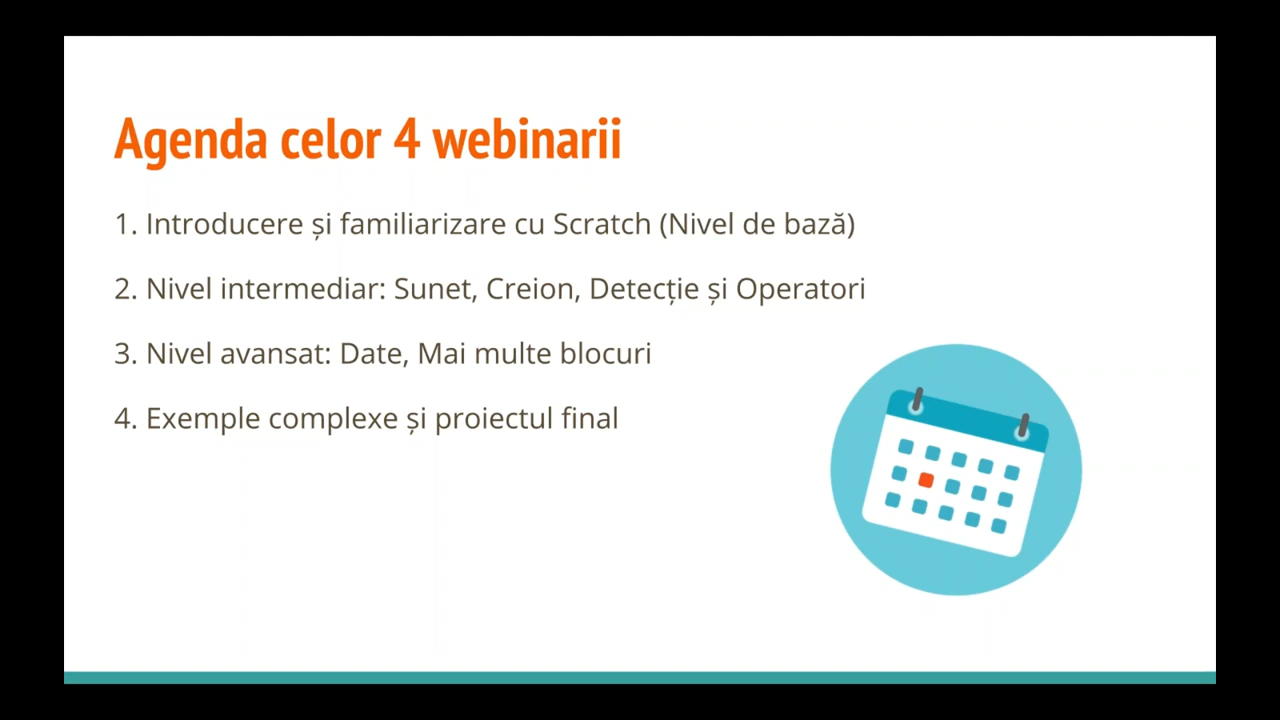 Agenda celor 4 webinarii
1. Introducere și familiarizare cu Scratch (Nivel de bază)
2. Nivel intermediar: Sunet, Creion, Detecție și Operatori
3. Nivel avansat: Date, Mai multe blocuri
4. Exemple complexe și proiectul final